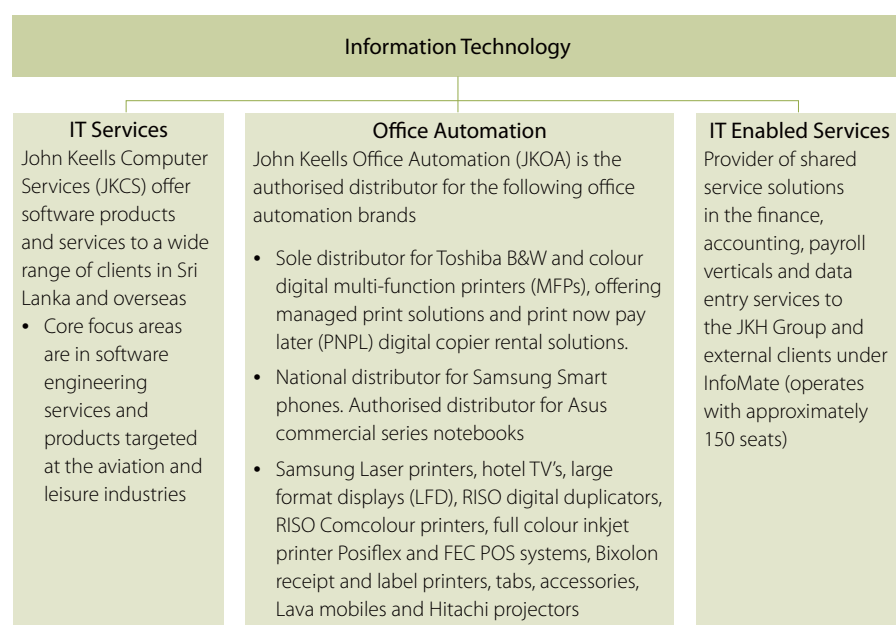 Information Technology
IT Services
John Keells Computer
Services (JKCS) offer
software products
and services to a wide
range of clients in Sri
Lanka and overseas
• Core focus areas
are in software
engineering
services and
products targeted
at the aviation and
leisure industries
Office Automation
John Keells Office Automation (JKOA) is the
authorised distributor for the following office
automation brands
• Sole distributor for Toshiba B&W and colour
digital multi-function printers (MFPs), offering
managed print solutions and print now pay
later (PNPL) digital copier rental solutions.
• National distributor for Samsung Smart
phones. Authorised distributor for Asus
commercial series notebooks
• Samsung Laser printers, hotel TV's, large
format displays (LFD), RISO digital duplicators,
RISO Comcolour printers, full colour inkjet
printer Posiflex and FEC POS systems, Bixolon
receipt and label printers, tabs, accessories,
Lava mobiles and Hitachi projectors
IT Enabled Services
Provider of shared
service solutions
in the finance,
accounting, payroll
verticals and data
entry services to
the JKH Group and
external clients under
InfoMate (operates
with approximately
150 seats)